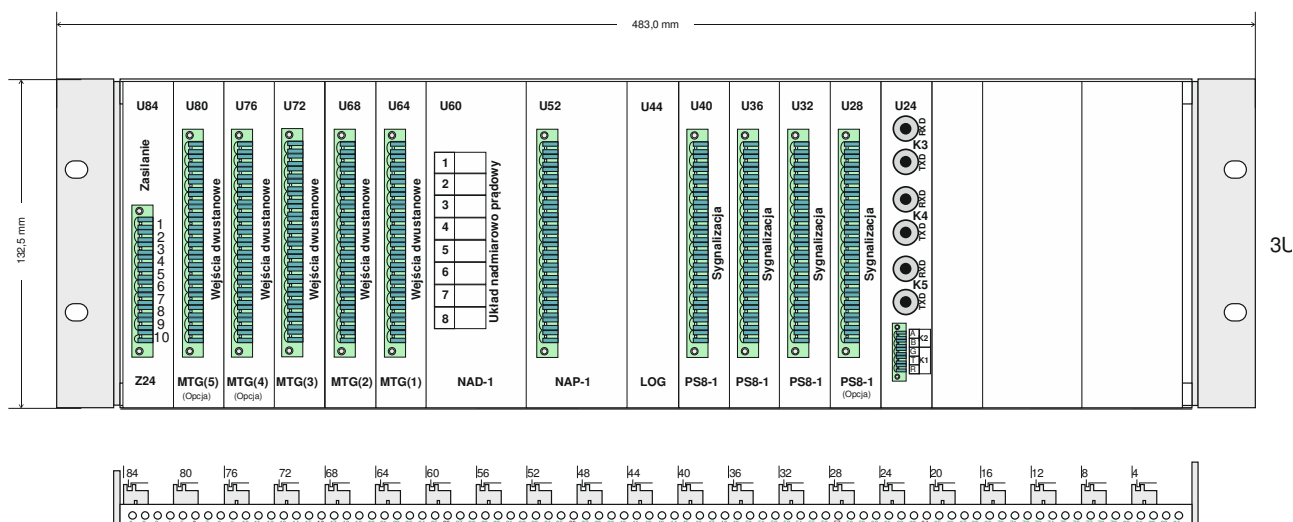 483,0 mm
132,5 mm
3U
U84
U80
U76
U72
U68
U64
U60
U52
U44
U40
U36
U32
U28
U24
Zasilanie
1
2
3
4
5
6
7
8
9
10
Wejścia dwustanowe
Wejścia dwustanowe
Wejścia dwustanowe
Wejścia dwustanowe
Wejścia dwustanowe
1
2
3
4
5
6
7
8
Układ nadmiarowo prądowy
Sygnalizacja
Sygnalizacja
Sygnalizacja
Sygnalizacja
RXD
K3
TXD
RXD
K4
TXD
RXD
K5
TXD
A
B
K2
G
T
R
K1
Z24
MTG(5)
(Opcja)
MTG(4)
(Opcja)
MTG(3)
MTG(2)
MTG(1)
NAD-1
NAP-1
LOG
PS8-1
PS8-1
PS8-1
PS8-1
(Opcja)
84 80 76 72 68 64 60 56 52 48 44 40 36 32 28 24 20 16 12 8 4